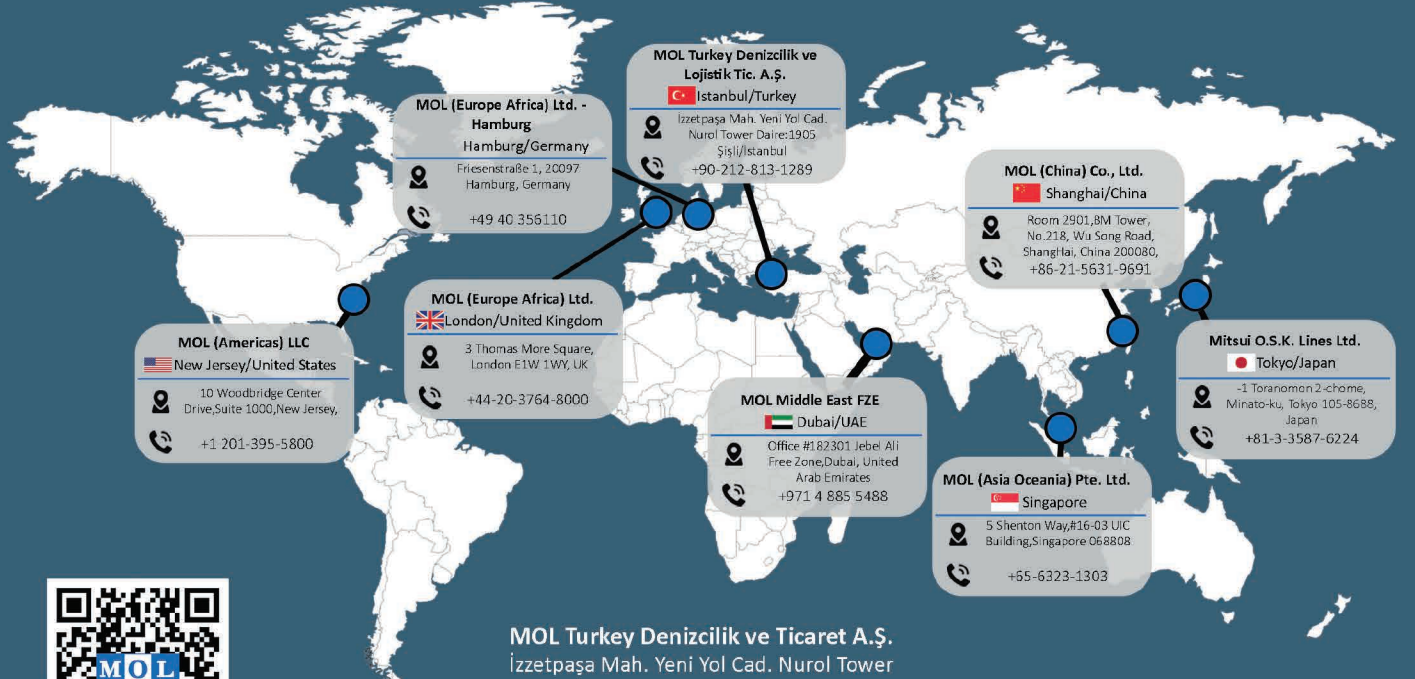 MOL Turkey Denizcilik ve
Lojistik Tic. A.Ş.
Istanbul/Turkey
İzzetpaşa Mah. Yeni Yol Cad.
Nurol Tower Daire:1905
Şişli/İstanbul
+90-212-813-1289
MOL (Europe Africa) Ltd. -
Hamburg
Hamburg/Germany
Friesenstraße 1, 20097
Hamburg, Germany
+49 40 356110
MOL (China) Co., Ltd.
Shanghai/China
Room 2901,BM Tower,
No.218, Wu Song Road,
ShangHai, China 200080,
+86-21-5631-9691
MOL (Europe Africa) Ltd.
London/United Kingdom
3 Thomas More Square,
London E1W 1WY, UK
+44-20-3764-8000
MOL (Americas) LLC
New Jersey/United States
10 Woodbridge Center
Drive,Suite 1000,New Jersey,
+1 201-395-5800
Mitsui O.S.K. Lines Ltd.
Tokyo/Japan
-1 Toranomon 2-chome,
Minato-ku, Tokyo 105-8688,
Japan
+81-3-3587-6224
MOL Middle East FZE
Dubai/UAE
Office #182301 Jebel Ali
Free Zone,Dubai, United
Arab Emirates
+971 4 885 5488
MOL (Asia Oceania) Pte. Ltd.
Singapore
5 Shenton Way,#16-03 UIC
Building,Singapore 068808
+65-6323-1303
MOL
MOL Turkey Denizcilik ve Ticaret A.Ş.
İzzetpaşa Mah. Yeni Yol Cad. Nurol Tower